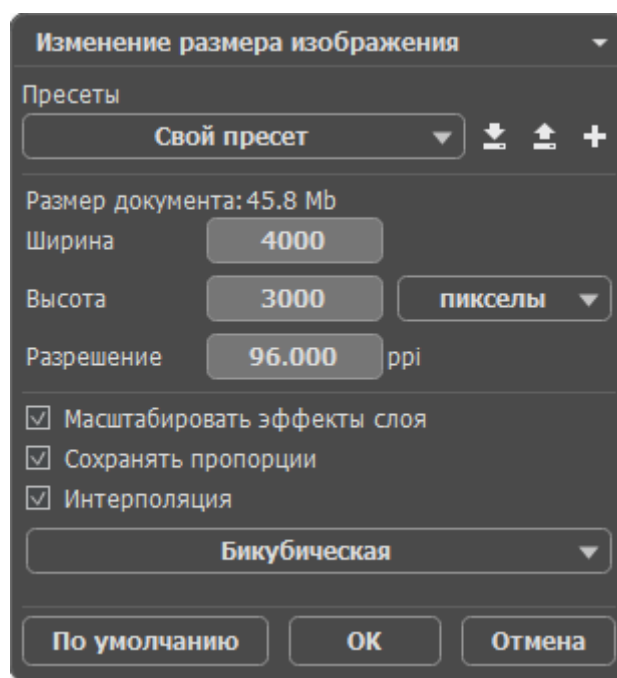 Изменение размера изображения
Пресеты
Свой пресет
Размер документа: 45.8 Mb
Ширина 4000
Высота 3000 пикселы
Разрешение 96.000 ppi
Масштабировать эффекты слоя
Сохранять пропорции
Интерполяция
Бикубическая
По умолчанию OK Отмена